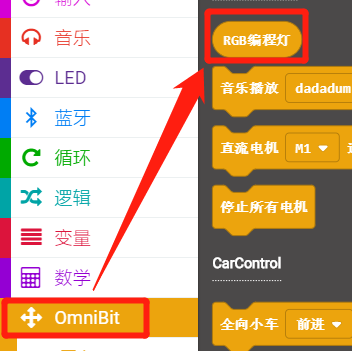 输入
音乐
LED
蓝牙
循环
逻辑
变量
数学
OmniBit
RGB编程灯
音乐播放 dadadum
直流电机 M1
停止所有电机
CarControl
全向小车 前进